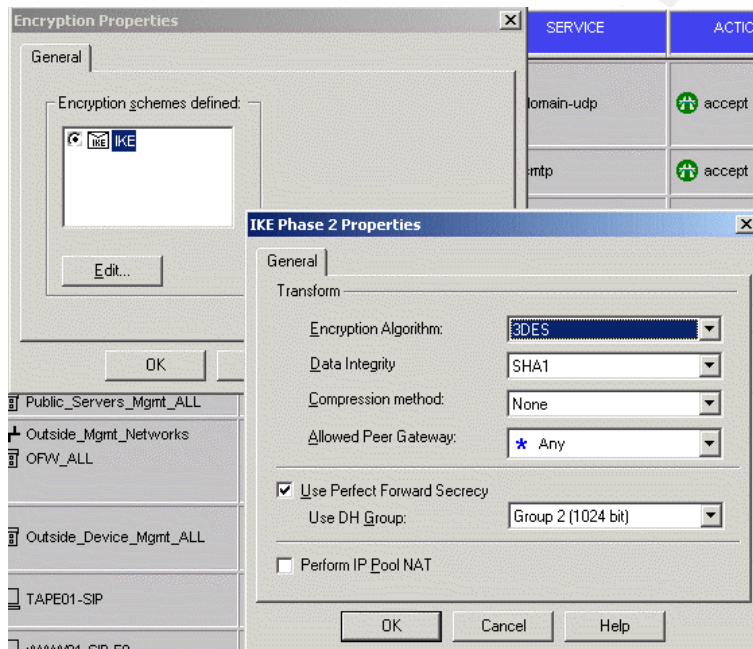 Encryption Properties
SERVICE
ACTIO
General
Encryption schemes defined:
IKE IKE
omain-udp
accept
mtp
accept
Edit...
OK
IKE Phase 2 Properties
General
Transform
Encryption Algorithm:
3DES
Data Integrity
SHA1
Compression method:
None
Allowed Peer Gateway:
* Any
Use Perfect Forward Secrecy
Use DH Group:
Group 2 (1024 bit)
Perform IP Pool NAT
OK
Cancel
Help
Public_Servers_Mgmt_ALL
Outside_Mgmt_Networks
OFW_ALL
Outside_Device_Mgmt_ALL
TAPE01-SIP